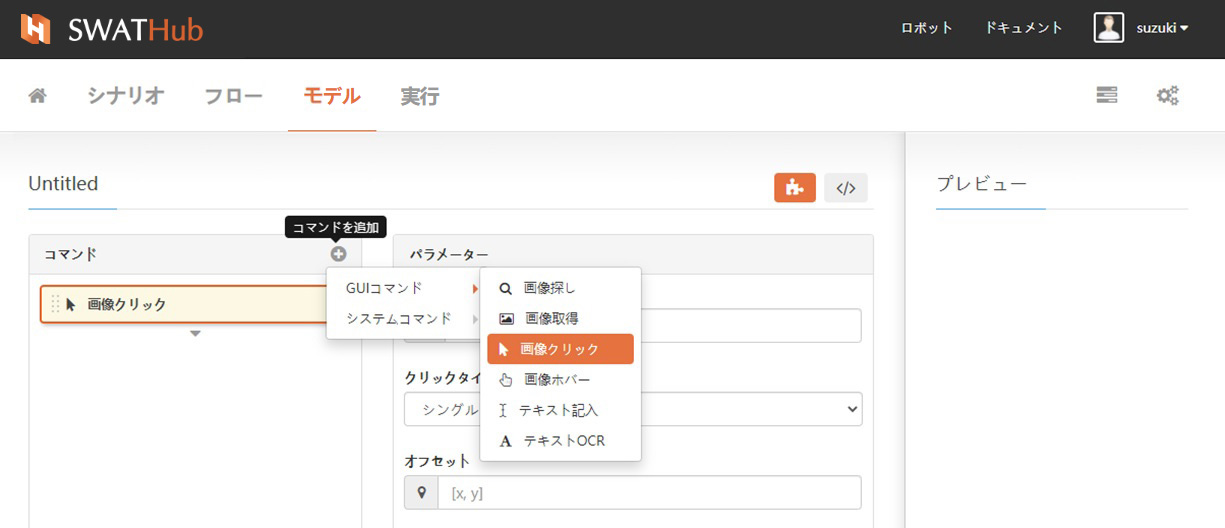 SWATHub
ロボット ドキュメント suzuki
シナリオ フロー モデル 実行
Untitled
</>
プレビュー
コマンドを追加
コマンド
パラメーター
GUIコマンド
画像探し
画像クリック
システムコマンド
画像取得
画像クリック
クリックタイ
画像ホバー
シングル
テキスト記入
テキストOCR
オフセット
[x, y]